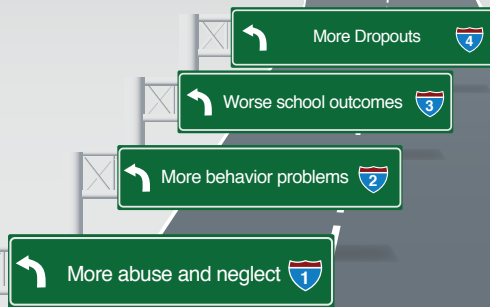 More Dropouts 4
Worse school outcomes 3
More behavior problems 2
More abuse and neglect 1